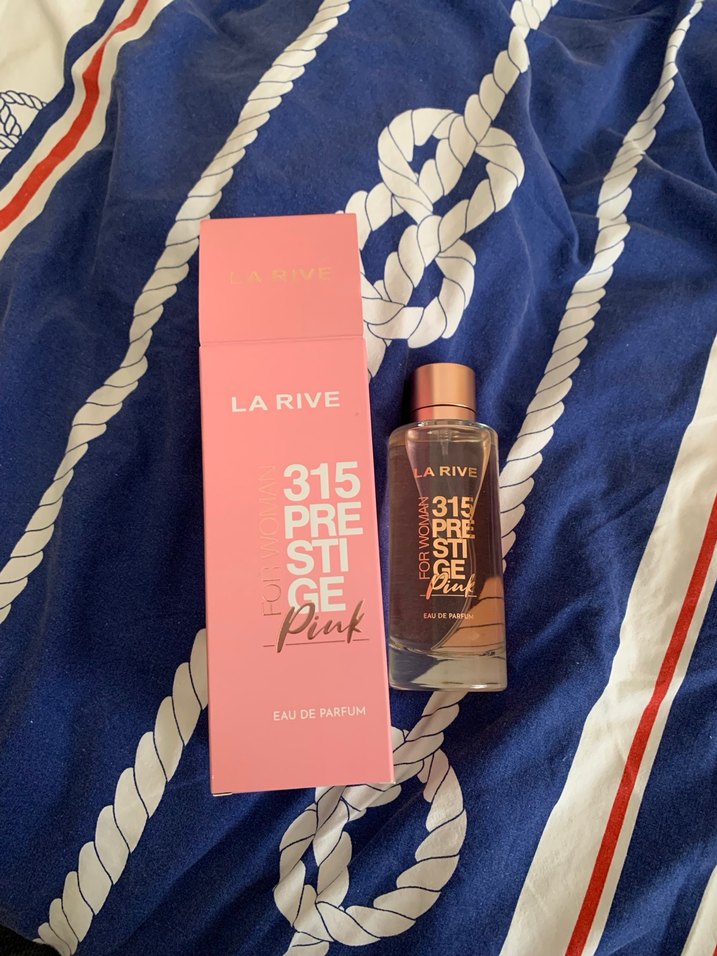 LA RIVE
LA RIVE
FOR WOMAN
315
PRE
STI
GE
Pink
EAU DE PARFUM
LA RIVE
FOR WOMAN
315
PRE
STI
GE
Pink
EAU DE PARFUM